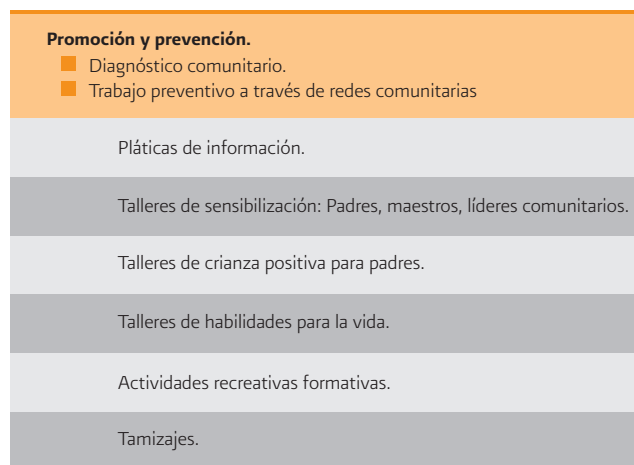 Promoción y prevención.
Diagnóstico comunitario.
Trabajo preventivo a través de redes comunitarias
Pláticas de información.
Talleres de sensibilización: Padres, maestros, líderes comunitarios.
Talleres de crianza positiva para padres.
Talleres de habilidades para la vida.
Actividades recreativas formativas.
Tamizajes.